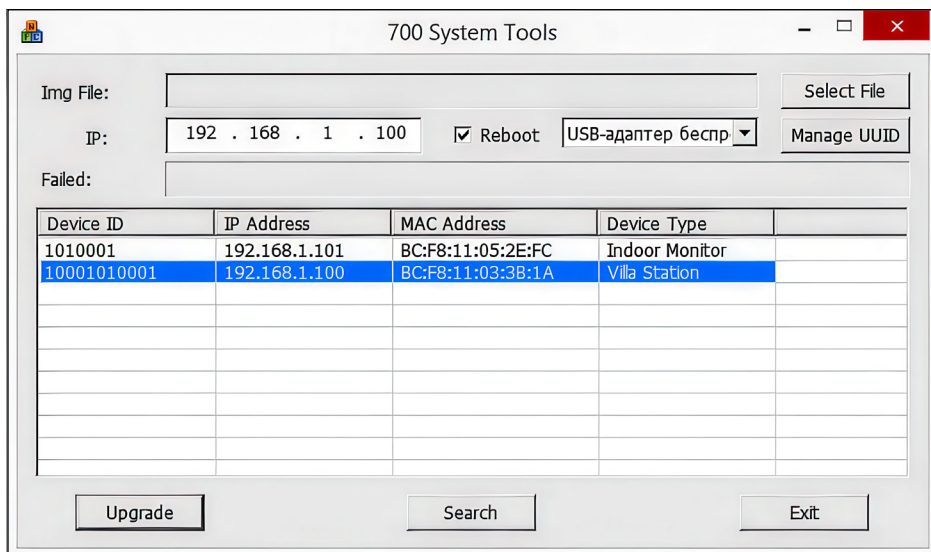 700 System Tools
Img File: Select File
IP: 192 . 168 . 1 . 100 Reboot USB-адаптер беспр Manage UUID
Failed:
Device ID IP Address MAC Address Device Type
1010001 192.168.1.101 BC:F8:11:05:2E:FC Indoor Monitor
10001010001 192.168.1.100 BC:F8:11:03:3B:1A Villa Station
Upgrade Search Exit